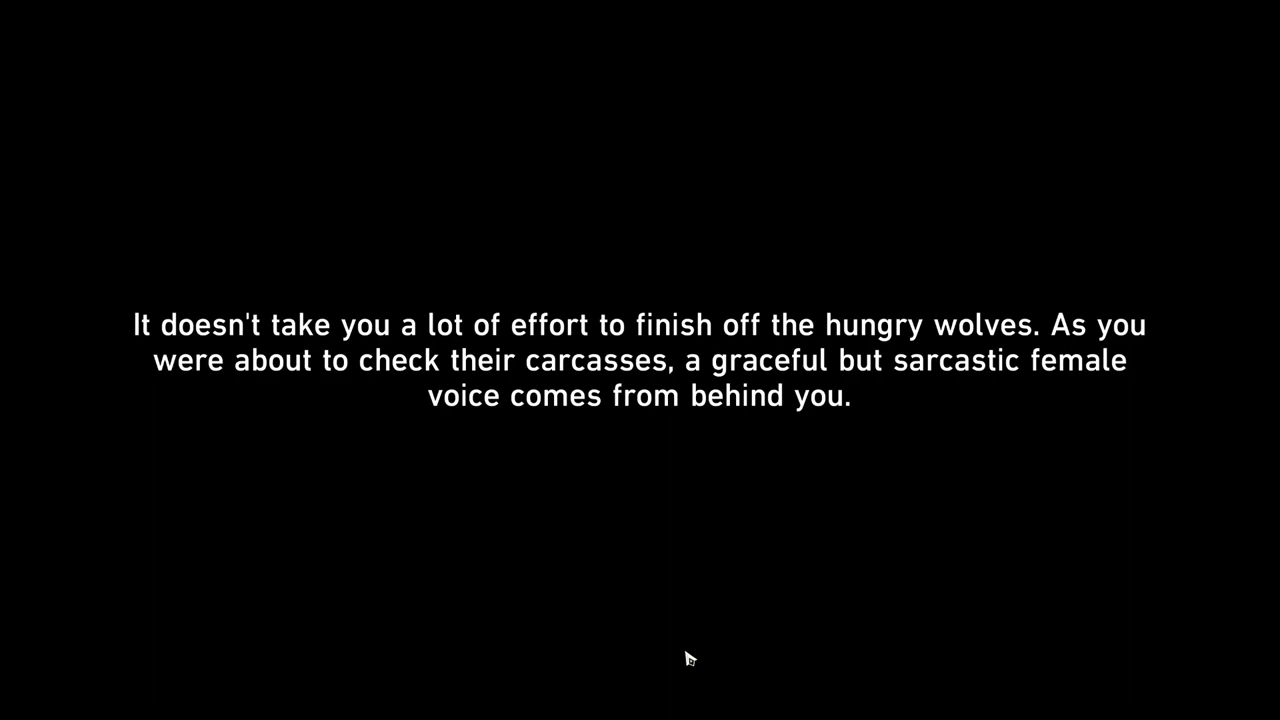 It doesn't take you a lot of effort to finish off the hungry wolves. As you
were about to check their carcasses, a graceful but sarcastic female
voice comes from behind you.